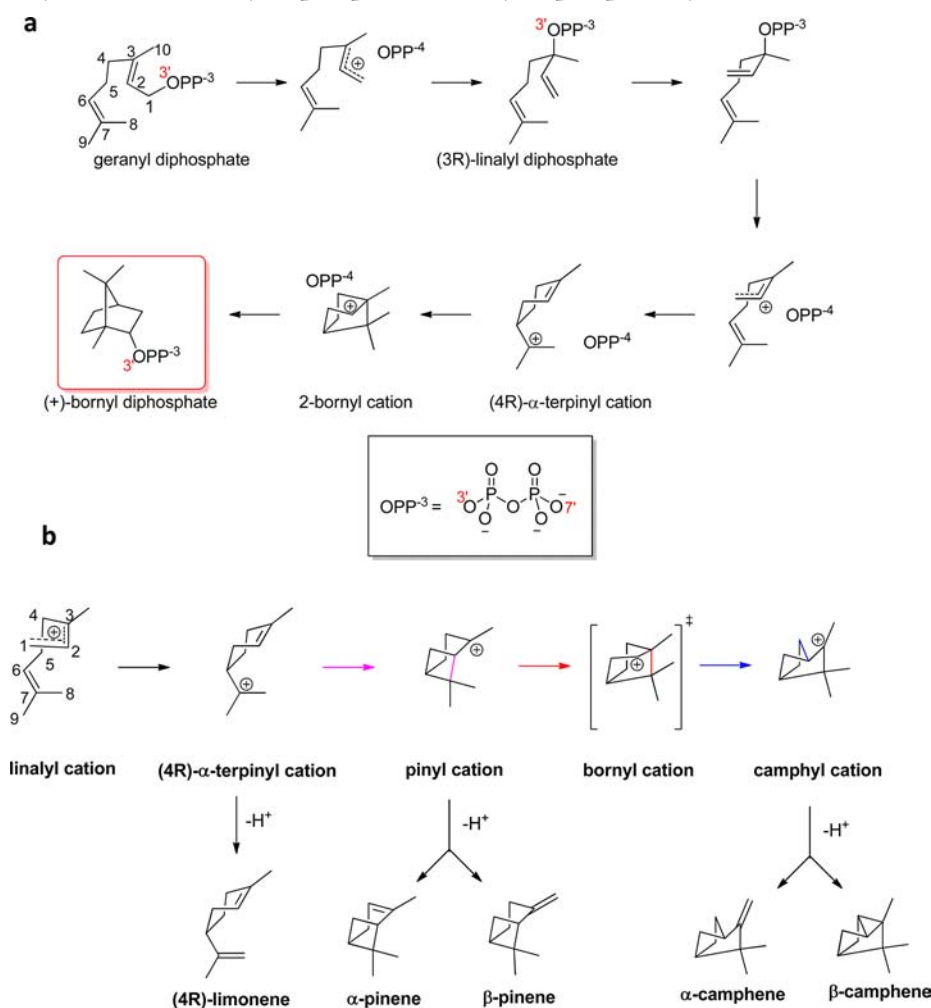 a
3'
OPP-3
4
3
10
2
5
1
6
7
8
9
geranyl diphosphate
OPP-4
3'
OPP-3
(3R)-linalyl diphosphate
OPP-3
3'
OPP-3
(+)-bornyl diphosphate
OPP-4
2-bornyl cation
OPP-4
(4R)-α-terpinyl cation
OPP-4
OPP-3 = 3' O P O O- O P O O- O 7' -
b
4
3
1
2
5
6
7
8
9
linalyl cation
(4R)-α-terpinyl cation
pinyl cation
‡
bornyl cation
camphyl cation
-H+
-H+
-H+
(4R)-limonene
α-pinene
β-pinene
α-camphene
β-camphene